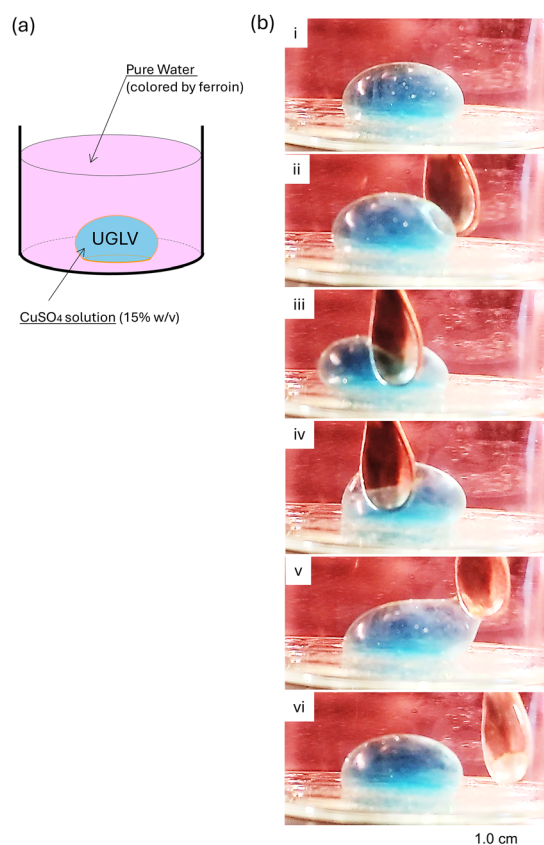 (a)
Pure Water
(colored by ferroin)
UGLV
CuSO₄ solution (15% w/v)
(b)
i
ii
iii
iv
v
vi
1.0 cm